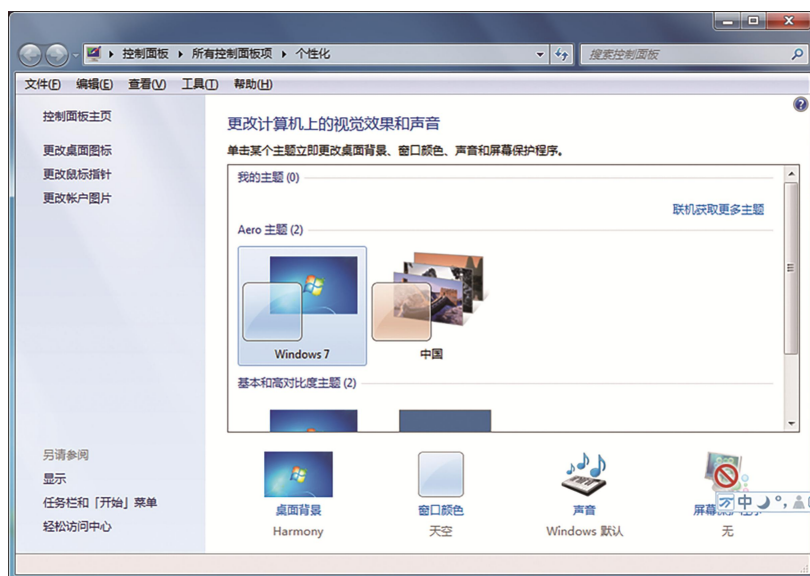 控制面板 ▸ 所有控制面板项 ▸ 个性化
搜索控制面板
文件(F) 编辑(E) 查看(V) 工具(T) 帮助(H)
控制面板主页
更改桌面图标
更改鼠标指针
更改帐户图片
更改计算机上的视觉效果和声音
单击某个主题立即更改桌面背景、窗口颜色、声音和屏幕保护程序。
我的主题 (0)
联机获取更多主题
Aero 主题 (2)
Windows 7
中国
基本和高对比度主题 (2)
另请参阅
显示
任务栏和「开始」菜单
轻松访问中心
桌面背景
Harmony
窗口颜色
天空
声音
Windows 默认
屏幕
无
中